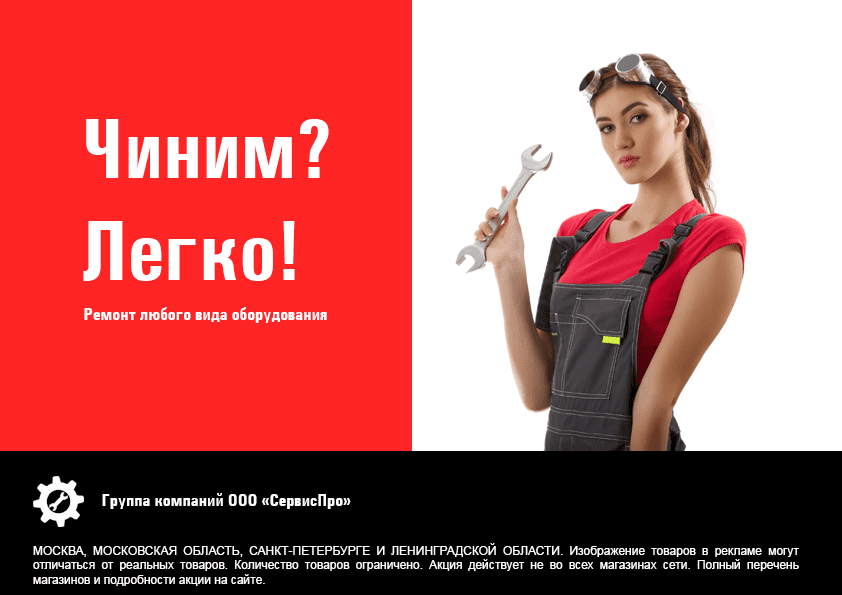 Чиним?
Легко!
Ремонт любого вида оборудования
Группа компаний ООО «СервисПро»
МОСКВА, МОСКОВСКАЯ ОБЛАСТЬ, САНКТ-ПЕТЕРБУРГЕ И ЛЕНИНГРАДСКОЙ ОБЛАСТИ. Изображение товаров в рекламе могут
отличаться от реальных товаров. Количество товаров ограничено. Акция действует не во всех магазинах сети. Полный перечень
магазинов и подробности акции на сайте.